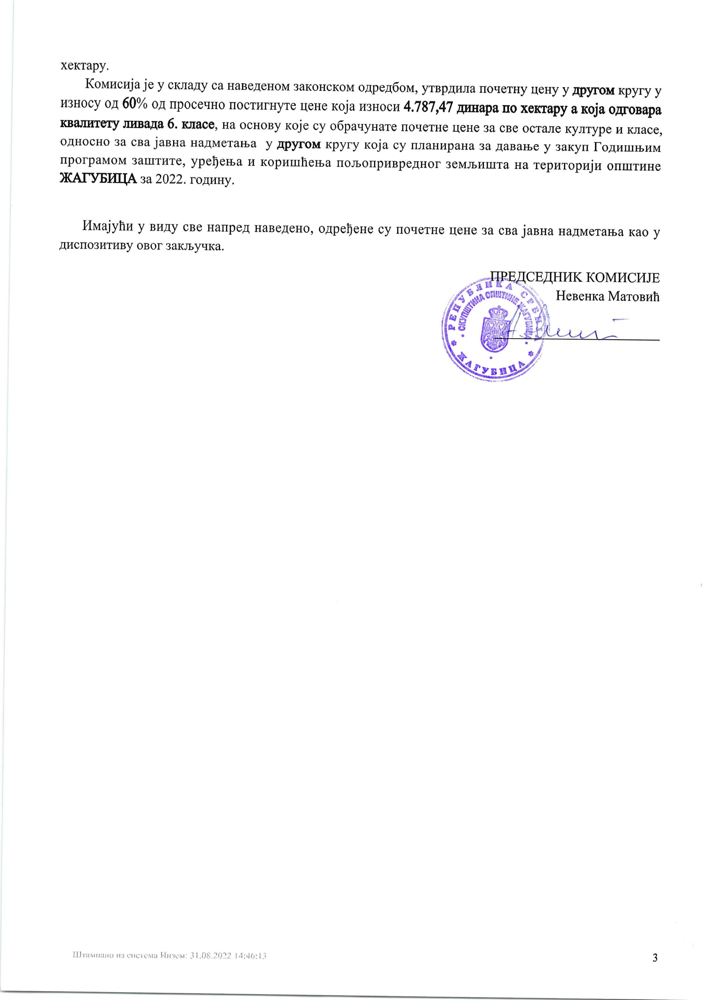 хектару.
Комисија је у складу са наведеном законском одредбом, утврдила почетну цену у другом кругу у
износу од 60% од просечно постигнуте цене која износи 4.787,47 динара по хектару а која одговара
квалитету ливада 6. класе, на основу које су обрачунате почетне цене за све остале културе и класе,
односно за сва јавна надметања у другом кругу која су планирана за давање у закуп Годишњим
програмом заштите, уређења и коришћења пољопривредног земљишта на територији општине
ЖАГУБИЦА за 2022. годину.
Имајући у виду све напред наведено, одређене су почетне цене за сва јавна надметања као у
диспозитиву овог закључка.
ПРЕДСЕДНИК КОМИСИЈЕ
Невенка Матовић
РЕПУБЛИКА СРБИЈА
СКУПШТИНА ОПШТИНЕ ЖАГУБИЦА
ЖАГУБИЦА
Штампано из система Инзем: 31.08.2022 14:46:13
3